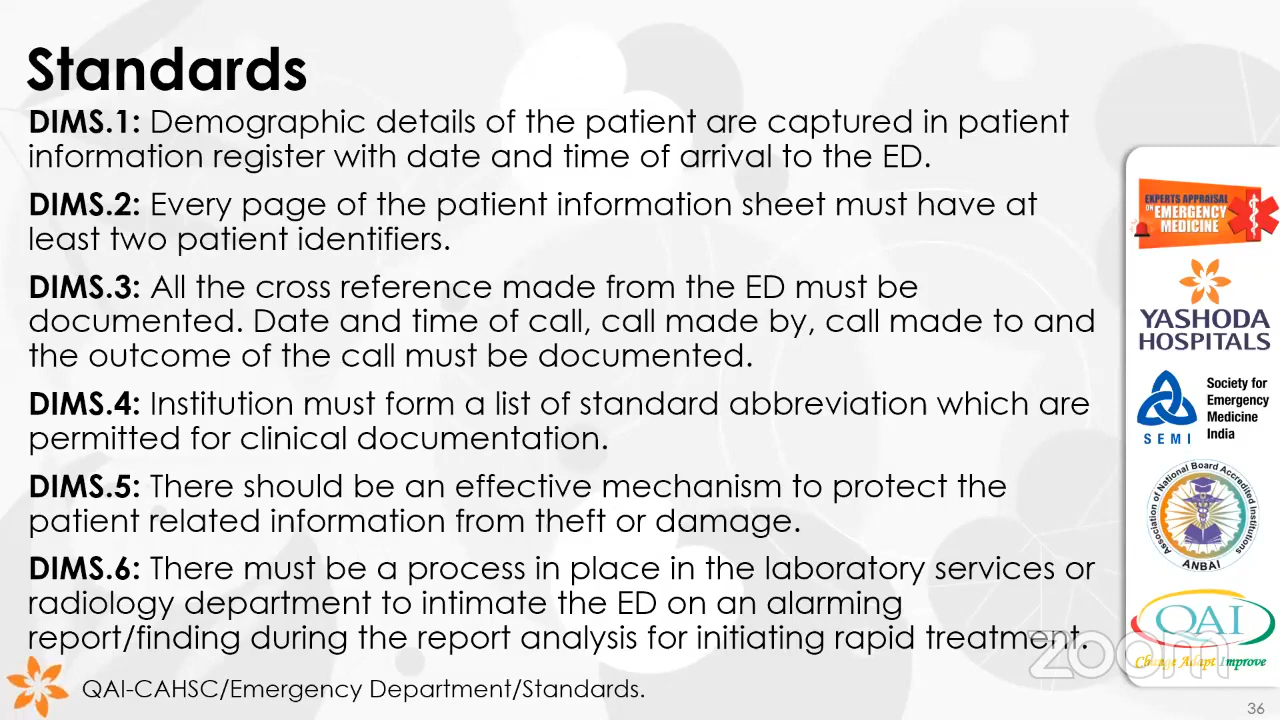 Standards
DIMS.1: Demographic details of the patient are captured in patient
information register with date and time of arrival to the ED.
DIMS.2: Every page of the patient information sheet must have at
least two patient identifiers.
DIMS.3: All the cross reference made from the ED must be
documented. Date and time of call, call made by, call made to and
the outcome of the call must be documented.
DIMS.4: Institution must form a list of standard abbreviation which are
permitted for clinical documentation.
DIMS.5: There should be an effective mechanism to protect the
patient related information from theft or damage.
DIMS.6: There must be a process in place in the laboratory services or
radiology department to intimate the ED on an alarming
report/finding during the report analysis for initiating rapid treatment.
QAI-CAHSC/Emergency Department/Standards.
EXPERTS APPRAISAL
ON EMERGENCY
MEDICINE
YASHODA
HOSPITALS
SEMI
Society for
Emergency
Medicine
India
Association of National Board Accredited Institutions
ANBAI
QAI
Change Adapt Improve
zoom
36